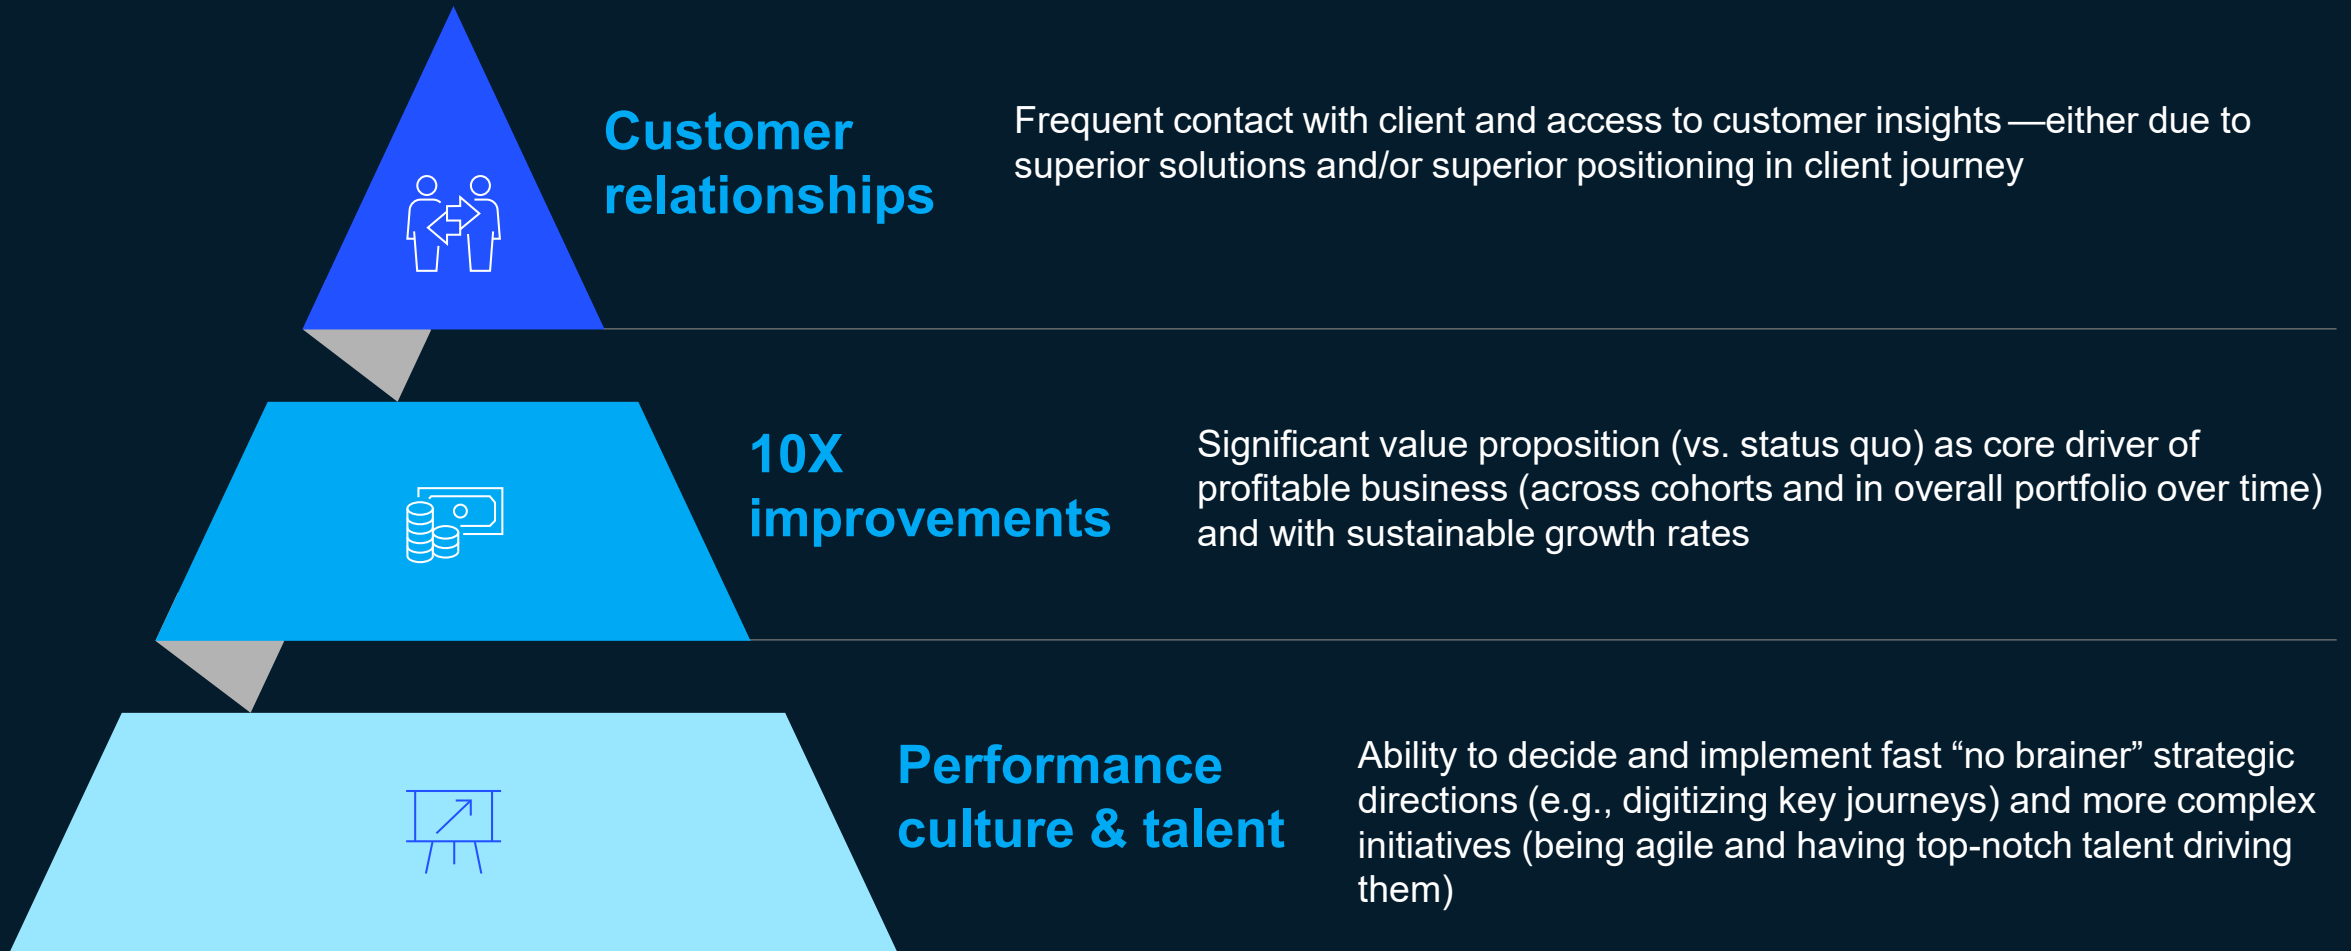 Customer
relationships
Frequent contact with client and access to customer insights—either due to
superior solutions and/or superior positioning in client journey
10X
improvements
Significant value proposition (vs. status quo) as core driver of
profitable business (across cohorts and in overall portfolio over time)
and with sustainable growth rates
Performance
culture & talent
Ability to decide and implement fast “no brainer” strategic
directions (e.g., digitizing key journeys) and more complex
initiatives (being agile and having top-notch talent driving
them)